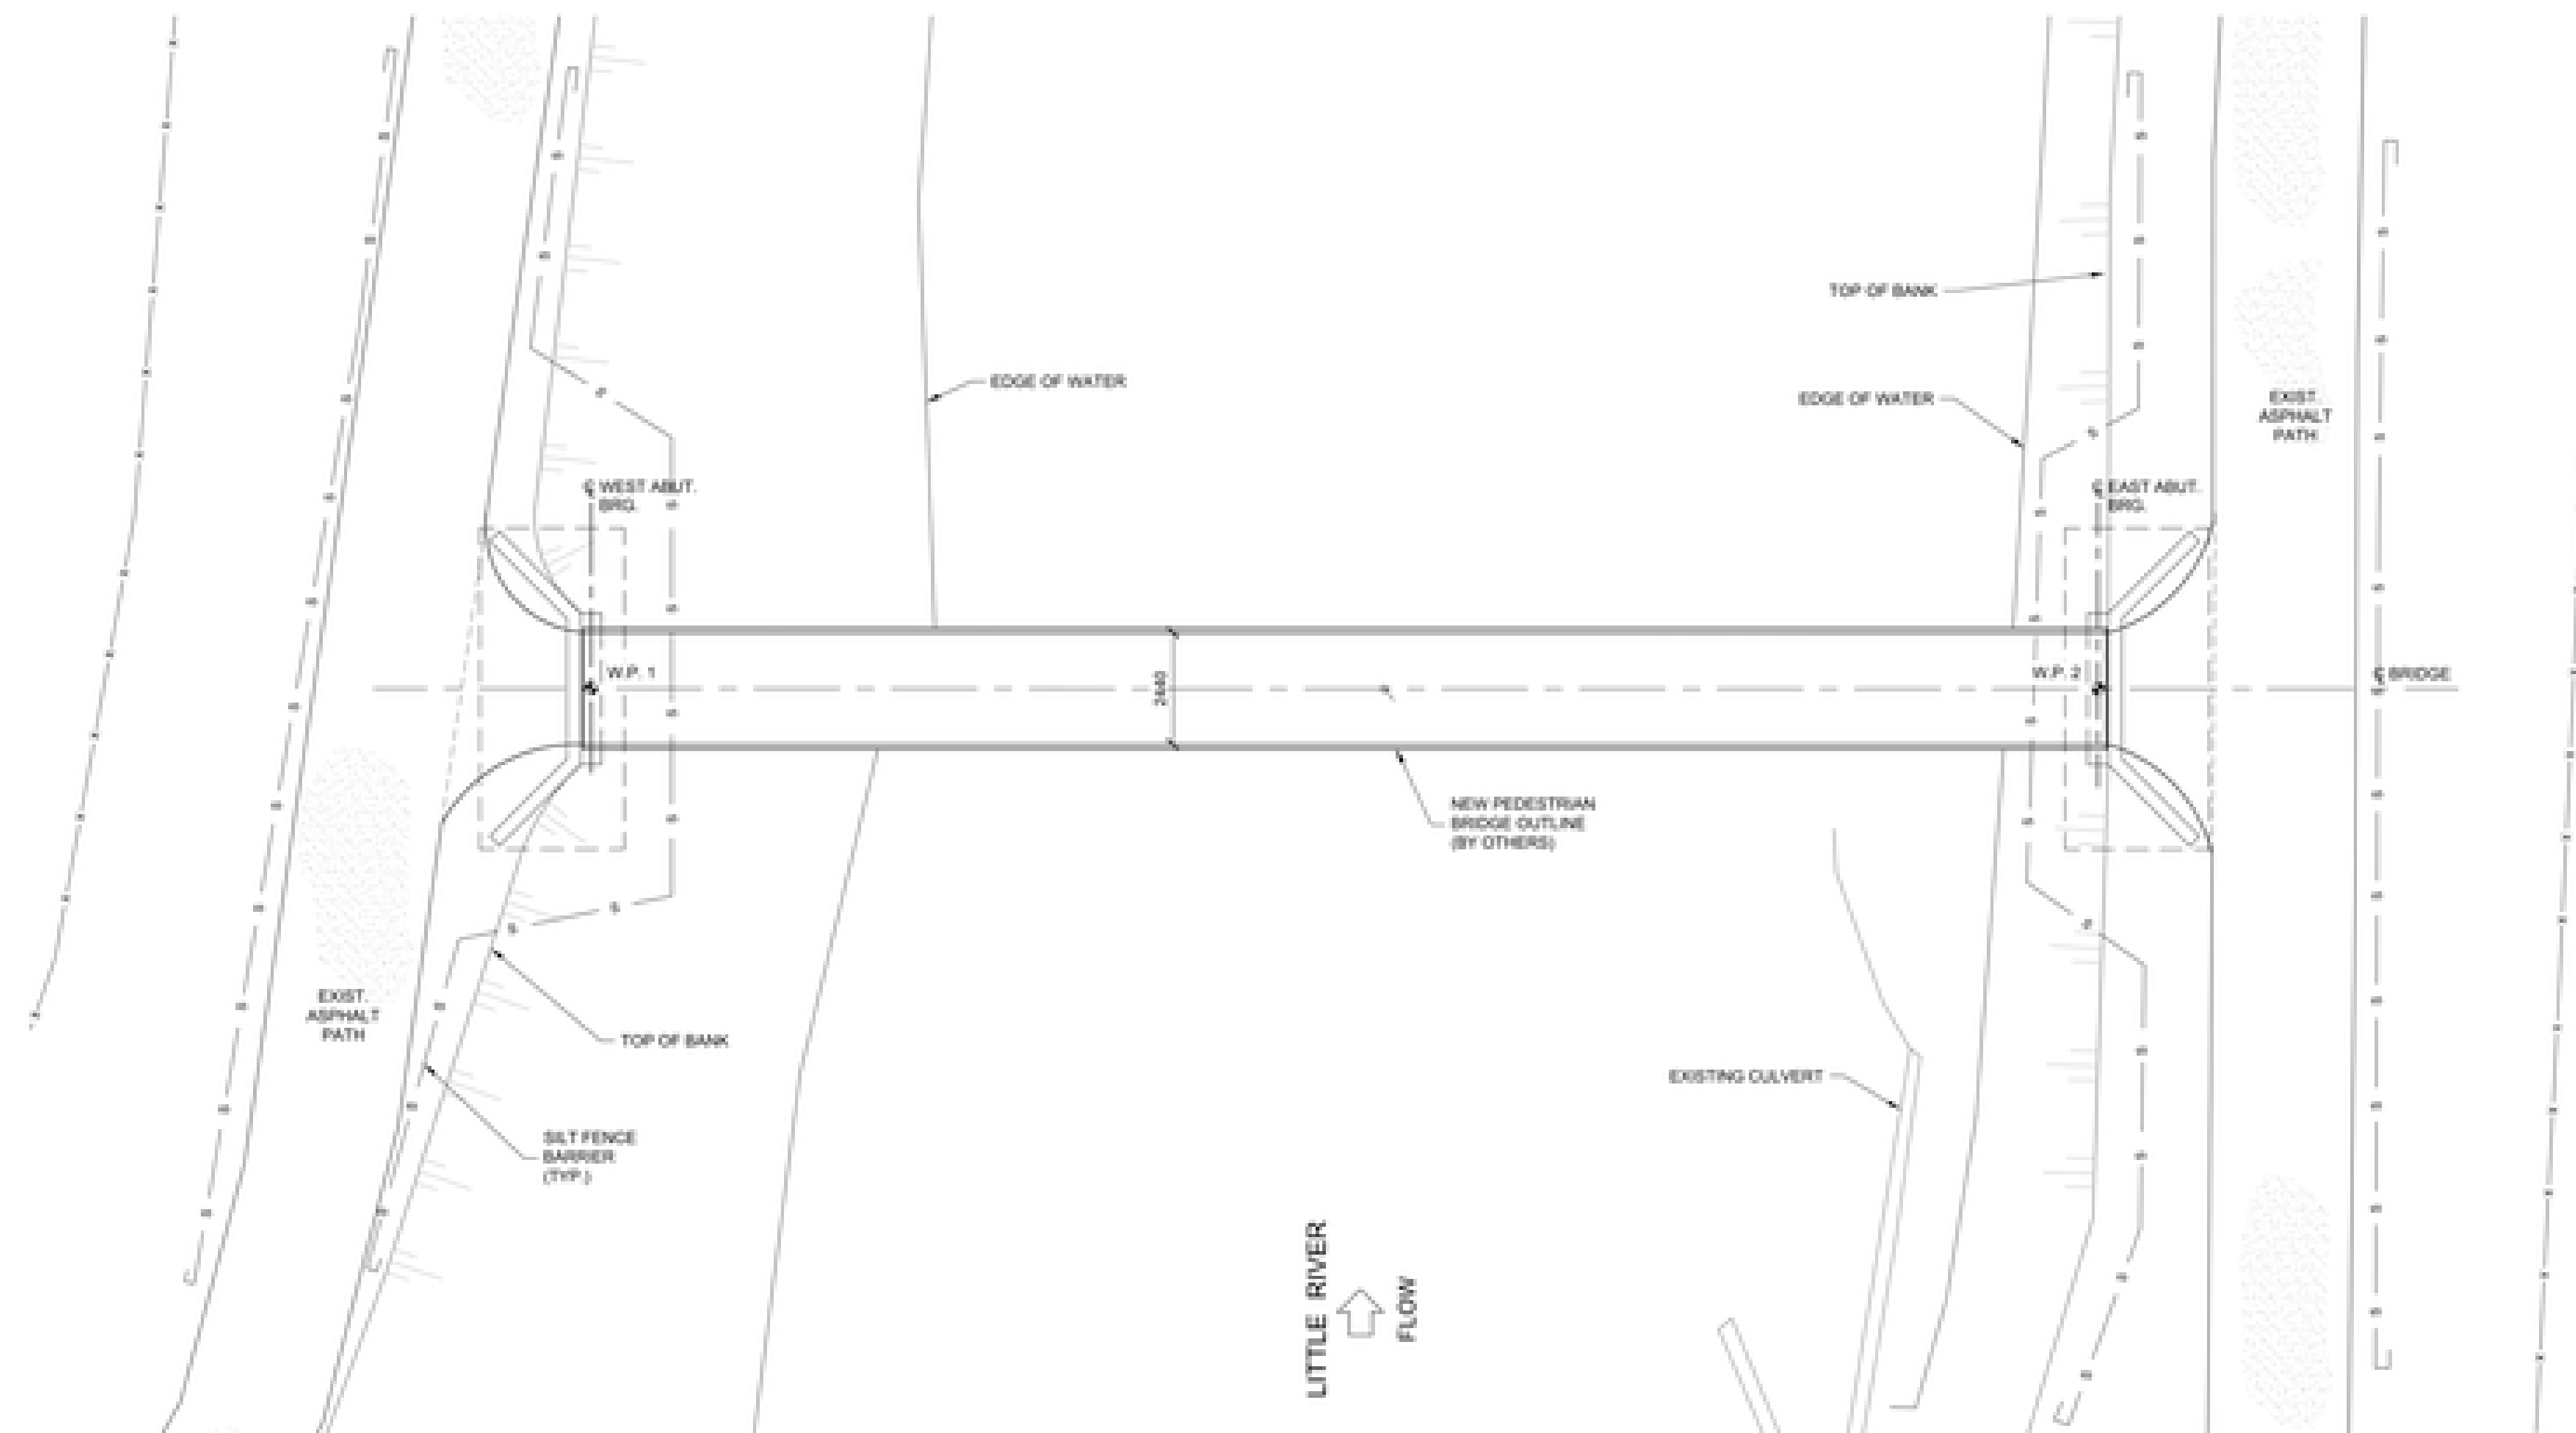 TOP OF BANK
EDGE OF WATER
EDGE OF WATER
EXIST.
ASPHALT
PATH
℄ WEST ABUT.
BRG.
℄ EAST ABUT.
BRG.
W.P. 1
2440
W.P. 2
℄ BRIDGE
NEW PEDESTRIAN
BRIDGE OUTLINE
(BY OTHERS)
EXIST.
ASPHALT
PATH
TOP OF BANK
EXISTING CULVERT
SILT FENCE
BARRIER
(TYP.)
LITTLE RIVER
FLOW